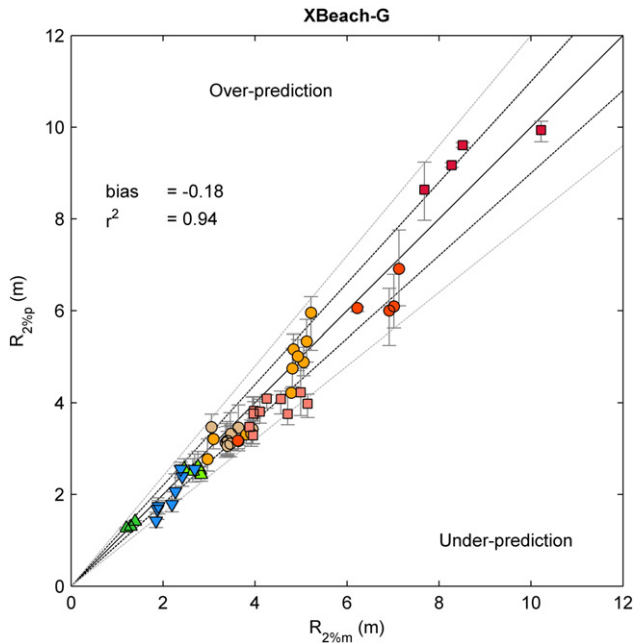 XBeach-G
12
10
8
6
4
2
0
R2%p (m)
Over-prediction
bias = -0.18
r2 = 0.94
Under-prediction
0 2 4 6 8 10 12
R2%m (m)